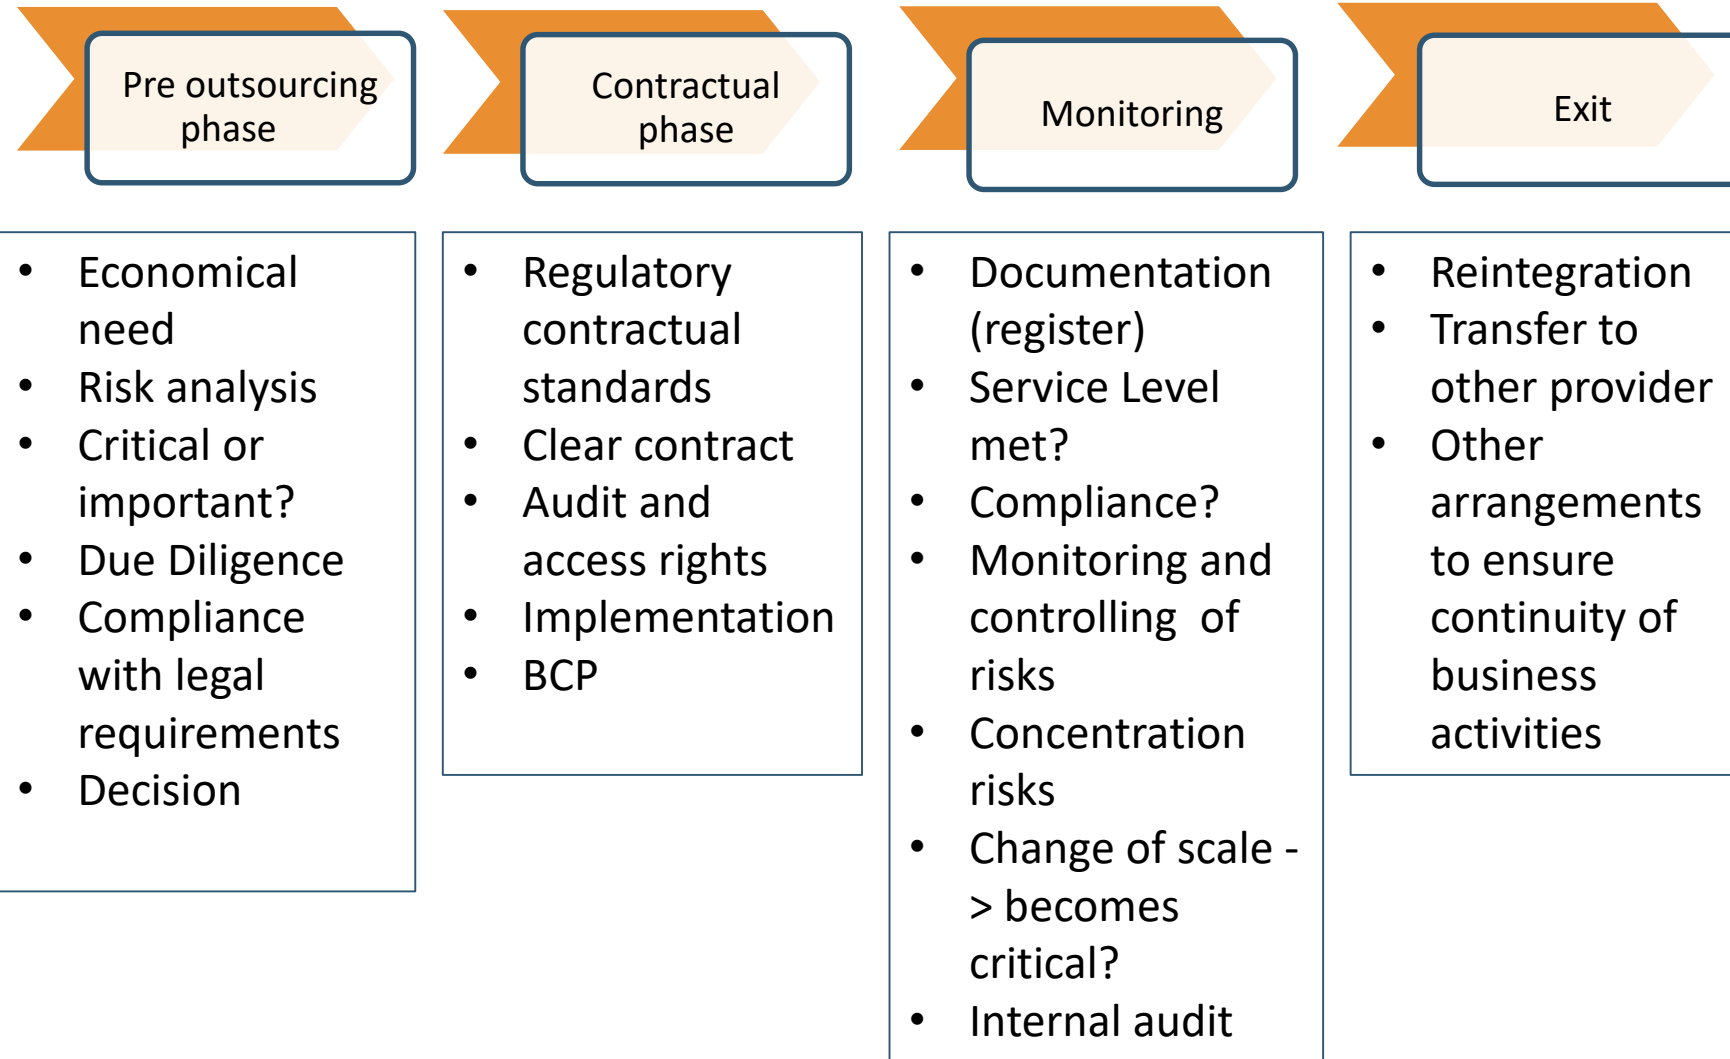 Pre outsourcing
phase
Contractual
phase
Monitoring
Exit
• Economical
need
• Risk analysis
• Critical or
important?
• Due Diligence
• Compliance
with legal
requirements
• Decision
• Regulatory
contractual
standards
• Clear contract
• Audit and
access rights
• Implementation
• BCP
• Documentation
(register)
• Service Level
met?
• Compliance?
• Monitoring and
controlling  of
risks
• Concentration
risks
• Change of scale -
> becomes
critical?
• Internal audit
• Reintegration
• Transfer to
other provider
• Other
arrangements
to ensure
continuity of
business
activities